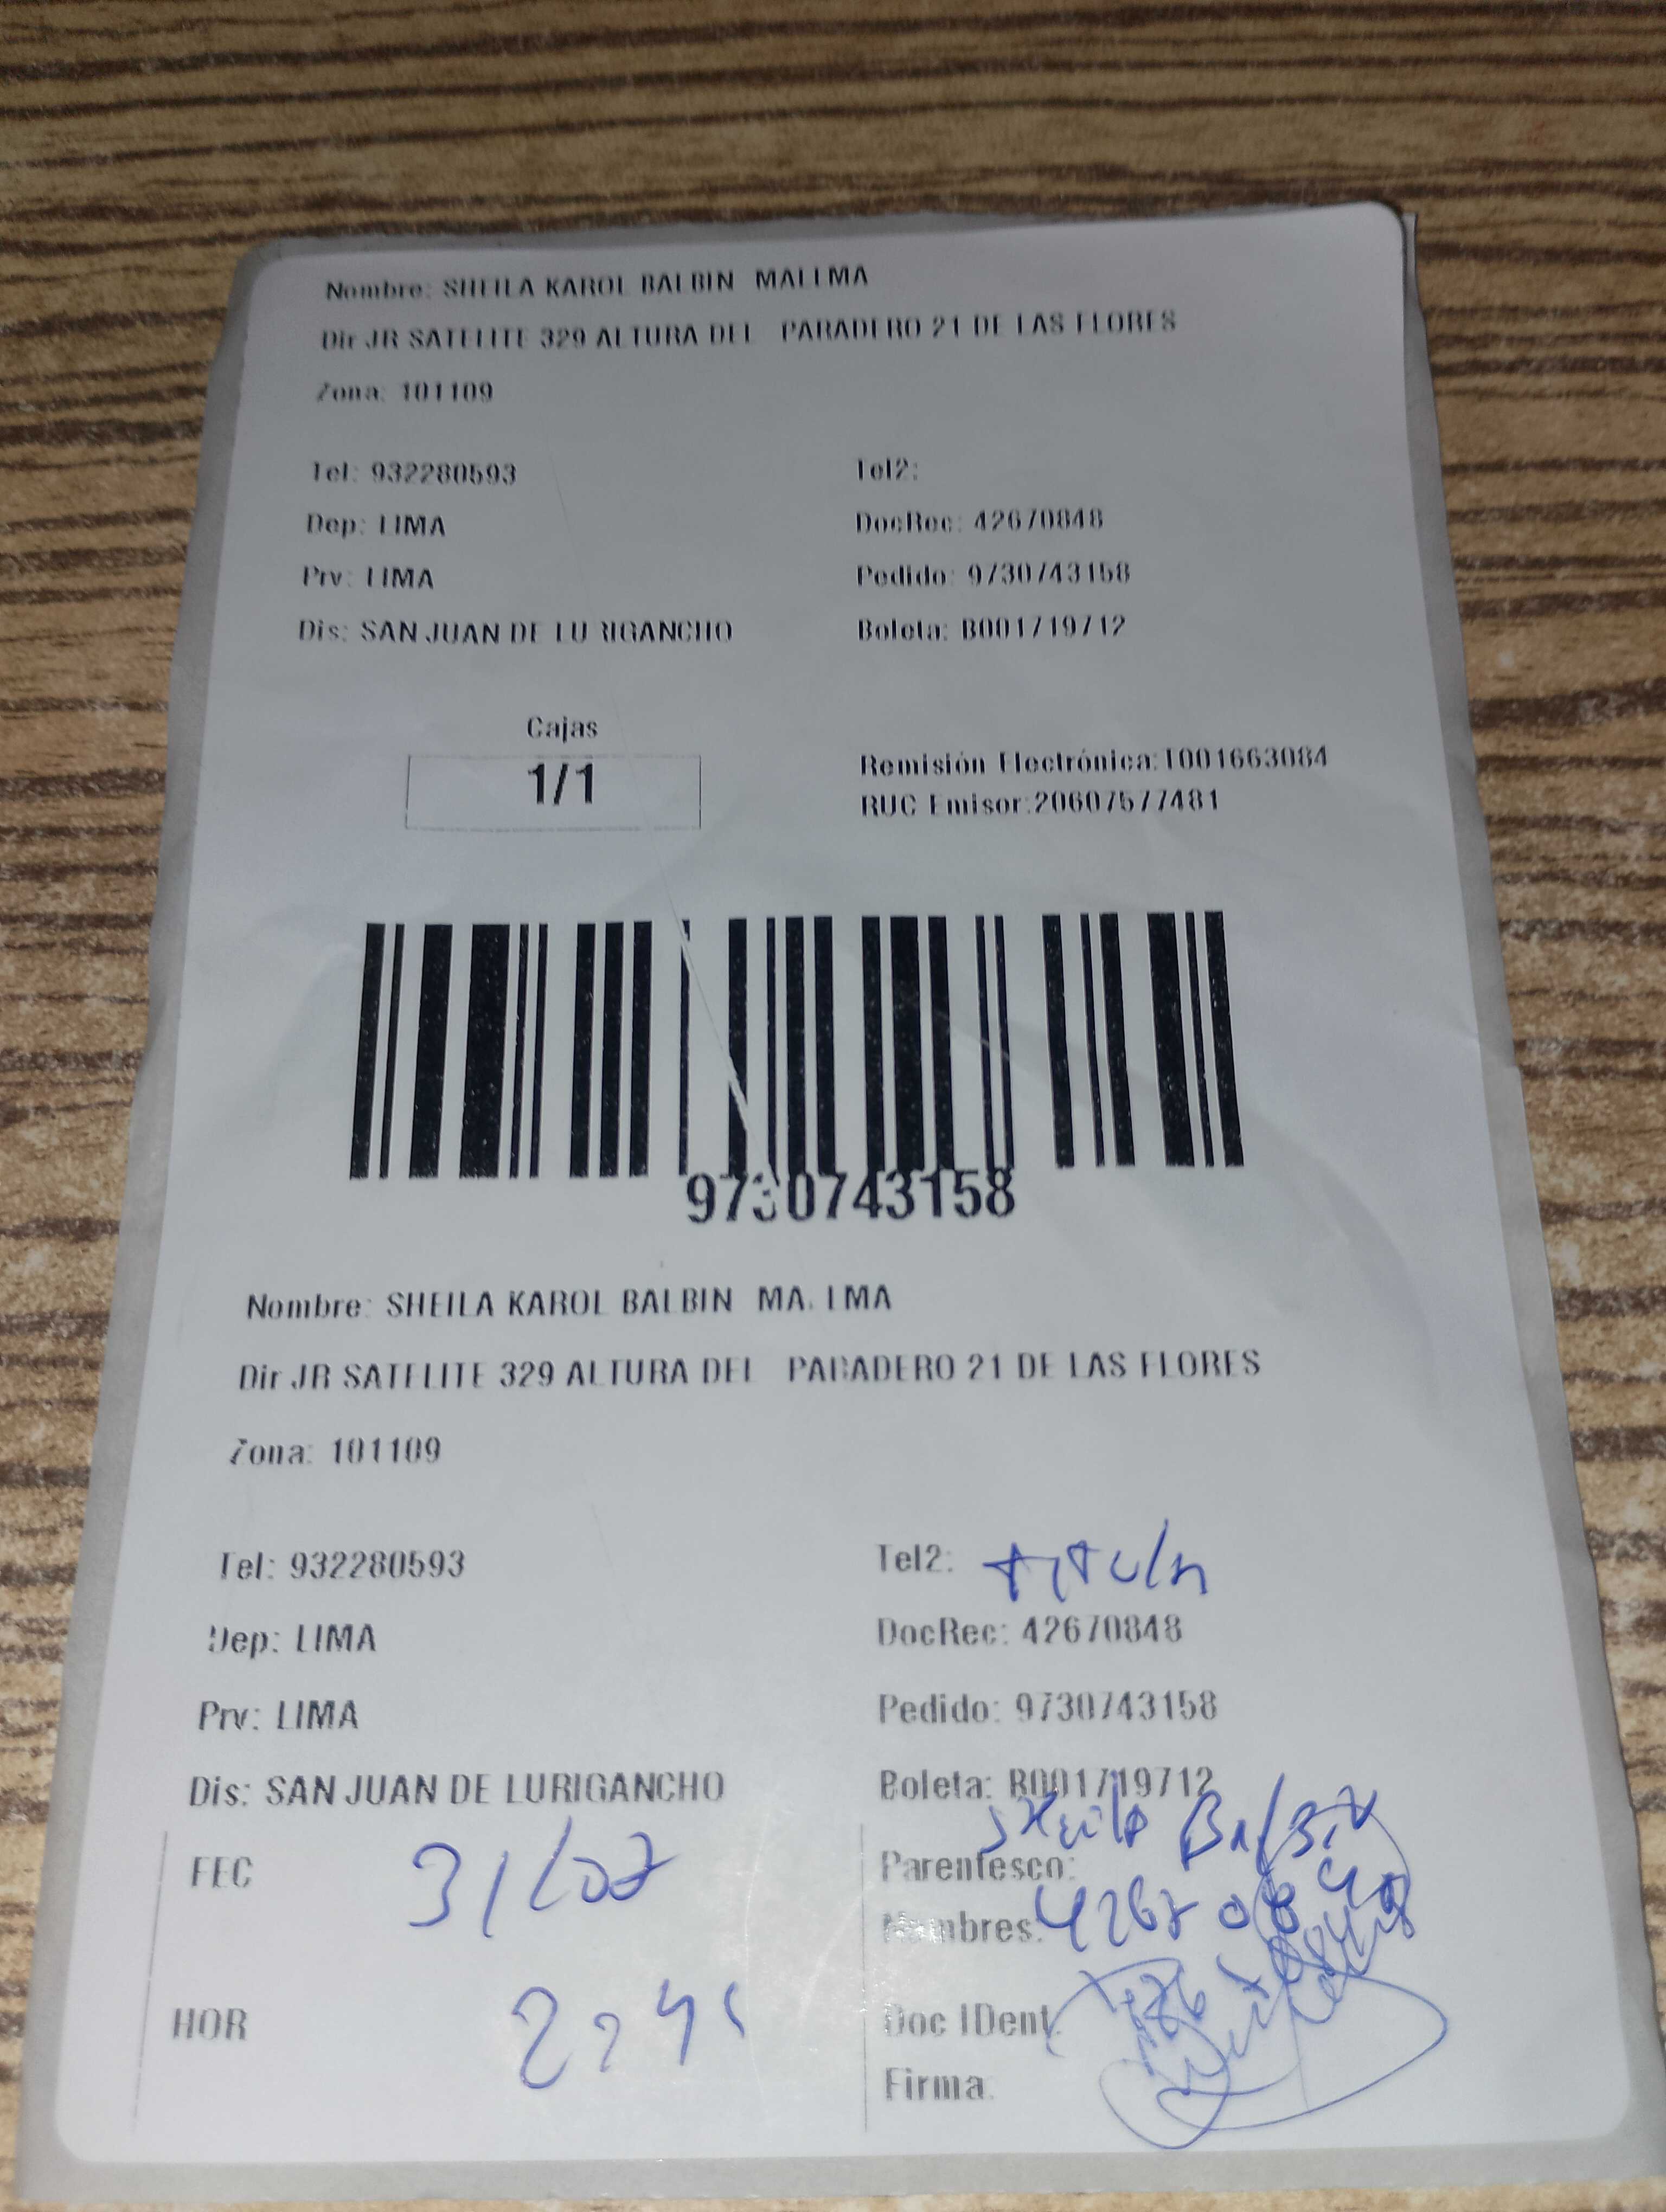 Nombre: SHEILA KAROL BALBIN MALLMA
Dir JR SATELITE 329 ALTURA DEL PARADERO 21 DE LAS FLORES
Zona: 101109
Tel: 932280593 Tel2:
Dep: LIMA DocRec: 42670848
Prv: LIMA Pedido: 9730743158
Dis: SAN JUAN DE LURIGANCHO Boleta: B001719712
Cajas
1/1
Remisión Electrónica:T001663084
RUC Emisor:20607577481
9730743158
Nombre: SHEILA KAROL BALBIN MALLMA
Dir JR SATELITE 329 ALTURA DEL PARADERO 21 DE LAS FLORES
Zona: 101109
Tel: 932280593 Tel2:
Dep: LIMA DocRec: 42670848
Prv: LIMA Pedido: 9730743158
Dis: SAN JUAN DE LURIGANCHO Boleta: B001719712
Sheila Balbin
FEC 31/07 Parentesco:
Nombres: 42670848
HOR Doc IDent.
Firma: